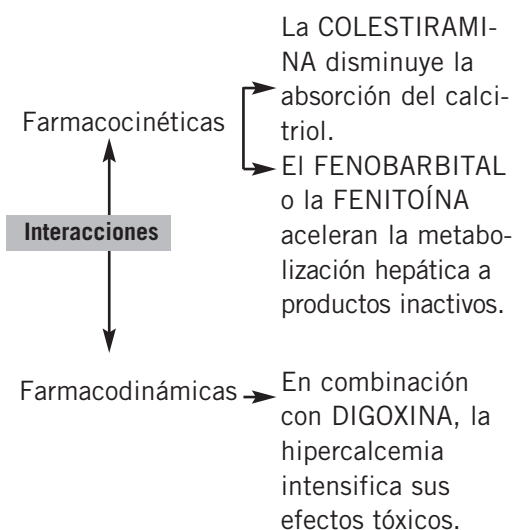 Interacciones
Farmacocinéticas
La COLESTIRAMI-
NA disminuye la
absorción del calci-
triol.
El FENOBARBITAL
o la FENITOÍNA
aceleran la metabo-
lización hepática a
productos inactivos.
Farmacodinámicas
En combinación
con DIGOXINA, la
hipercalcemia
intensifica sus
efectos tóxicos.